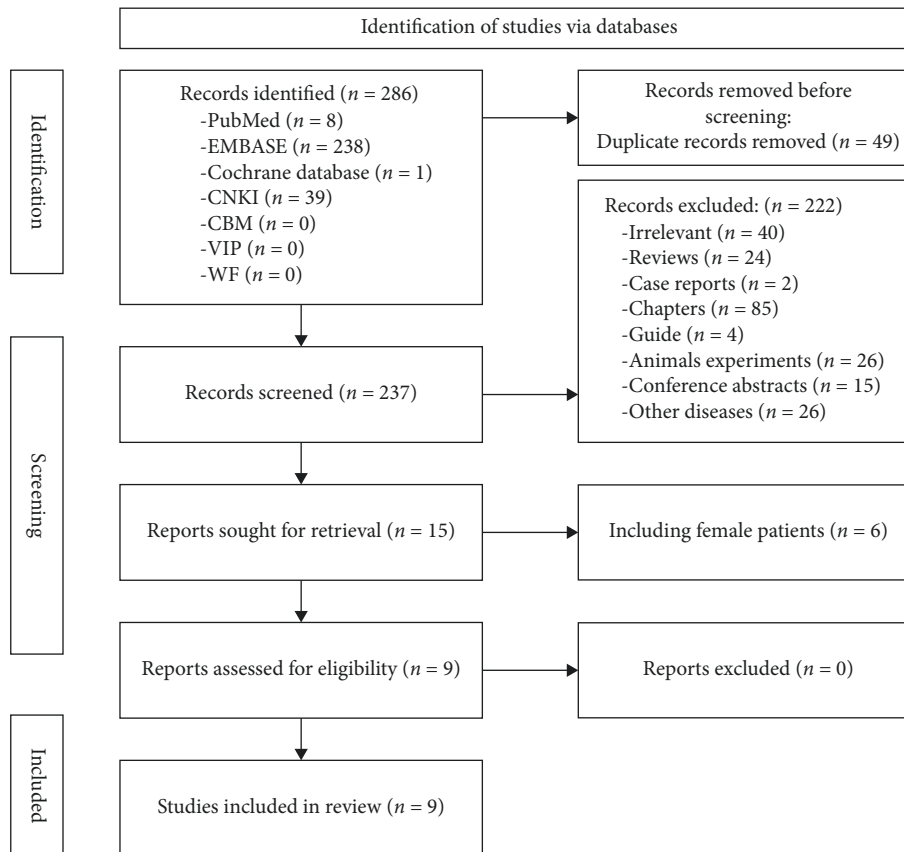 Identification of studies via databases
Identification
Records identified (n = 286)
-PubMed (n = 8)
-EMBASE (n = 238)
-Cochrane database (n = 1)
-CNKI (n = 39)
-CBM (n = 0)
-VIP (n = 0)
-WF (n = 0)
Records removed before
screening:
Duplicate records removed (n = 49)
Records excluded: (n = 222)
-Irrelevant (n = 40)
-Reviews (n = 24)
-Case reports (n = 2)
-Chapters (n = 85)
-Guide (n = 4)
-Animals experiments (n = 26)
-Conference abstracts (n = 15)
-Other diseases (n = 26)
Screening
Records screened (n = 237)
Reports sought for retrieval (n = 15)
Including female patients (n = 6)
Reports assessed for eligibility (n = 9)
Reports excluded (n = 0)
Included
Studies included in review (n = 9)